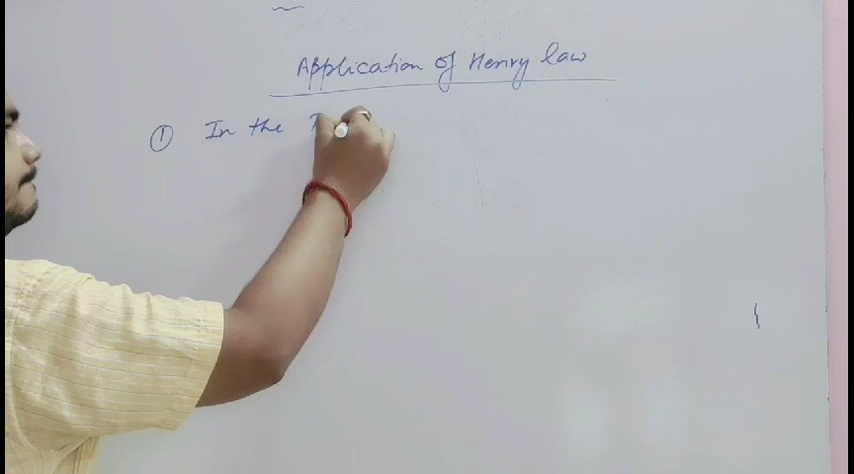 Application of Henry law
① In the